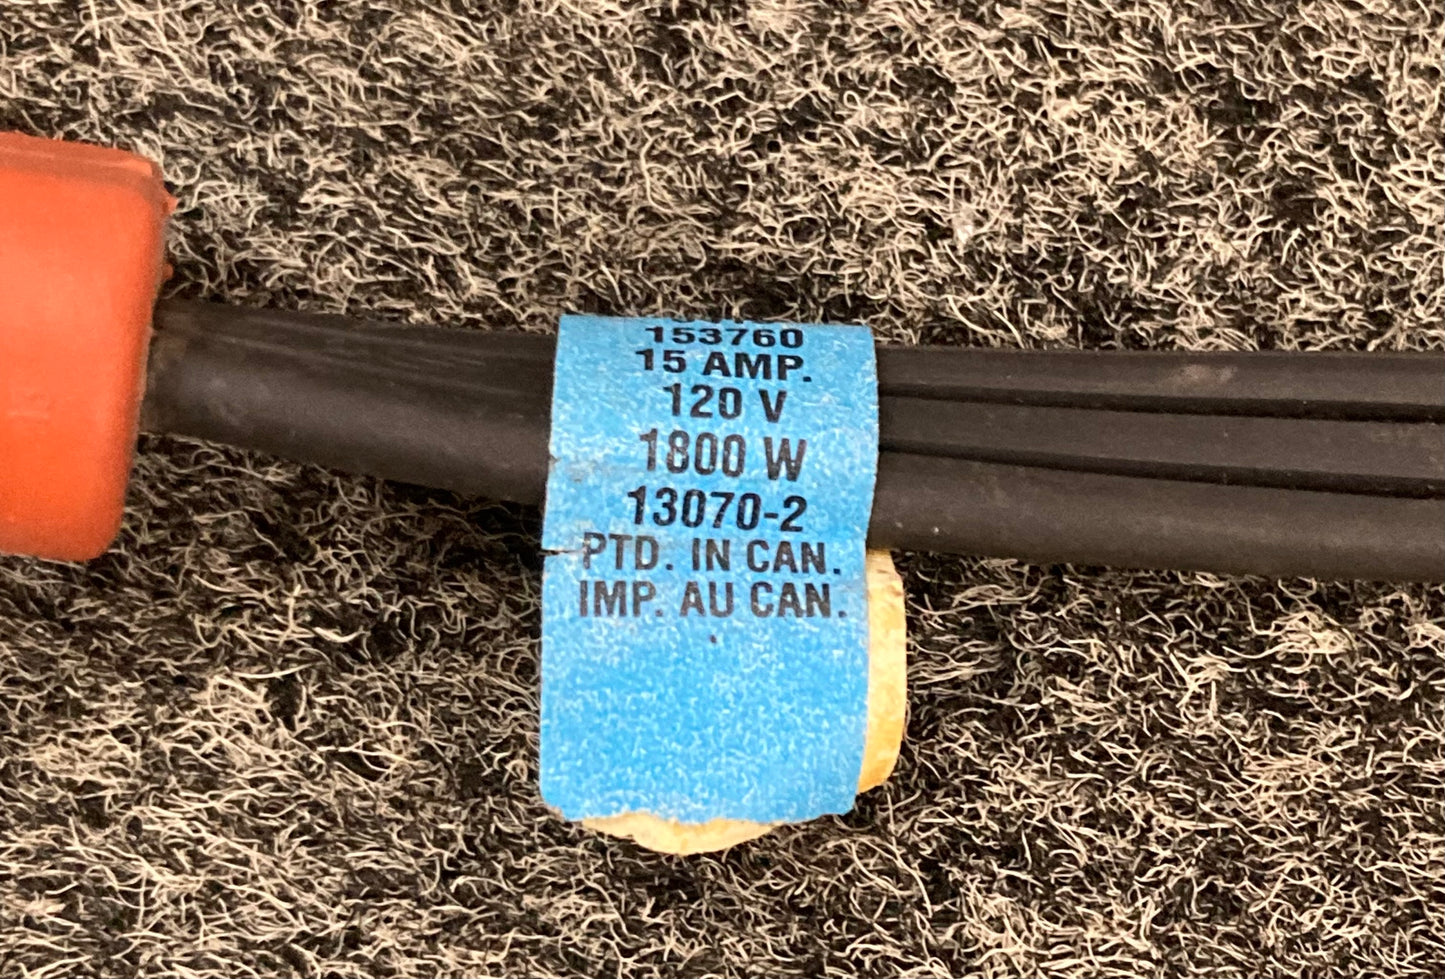 153760
15 AMP.
120 V
1800 W
13070-2
PTD. IN CAN.
IMP. AU CAN.